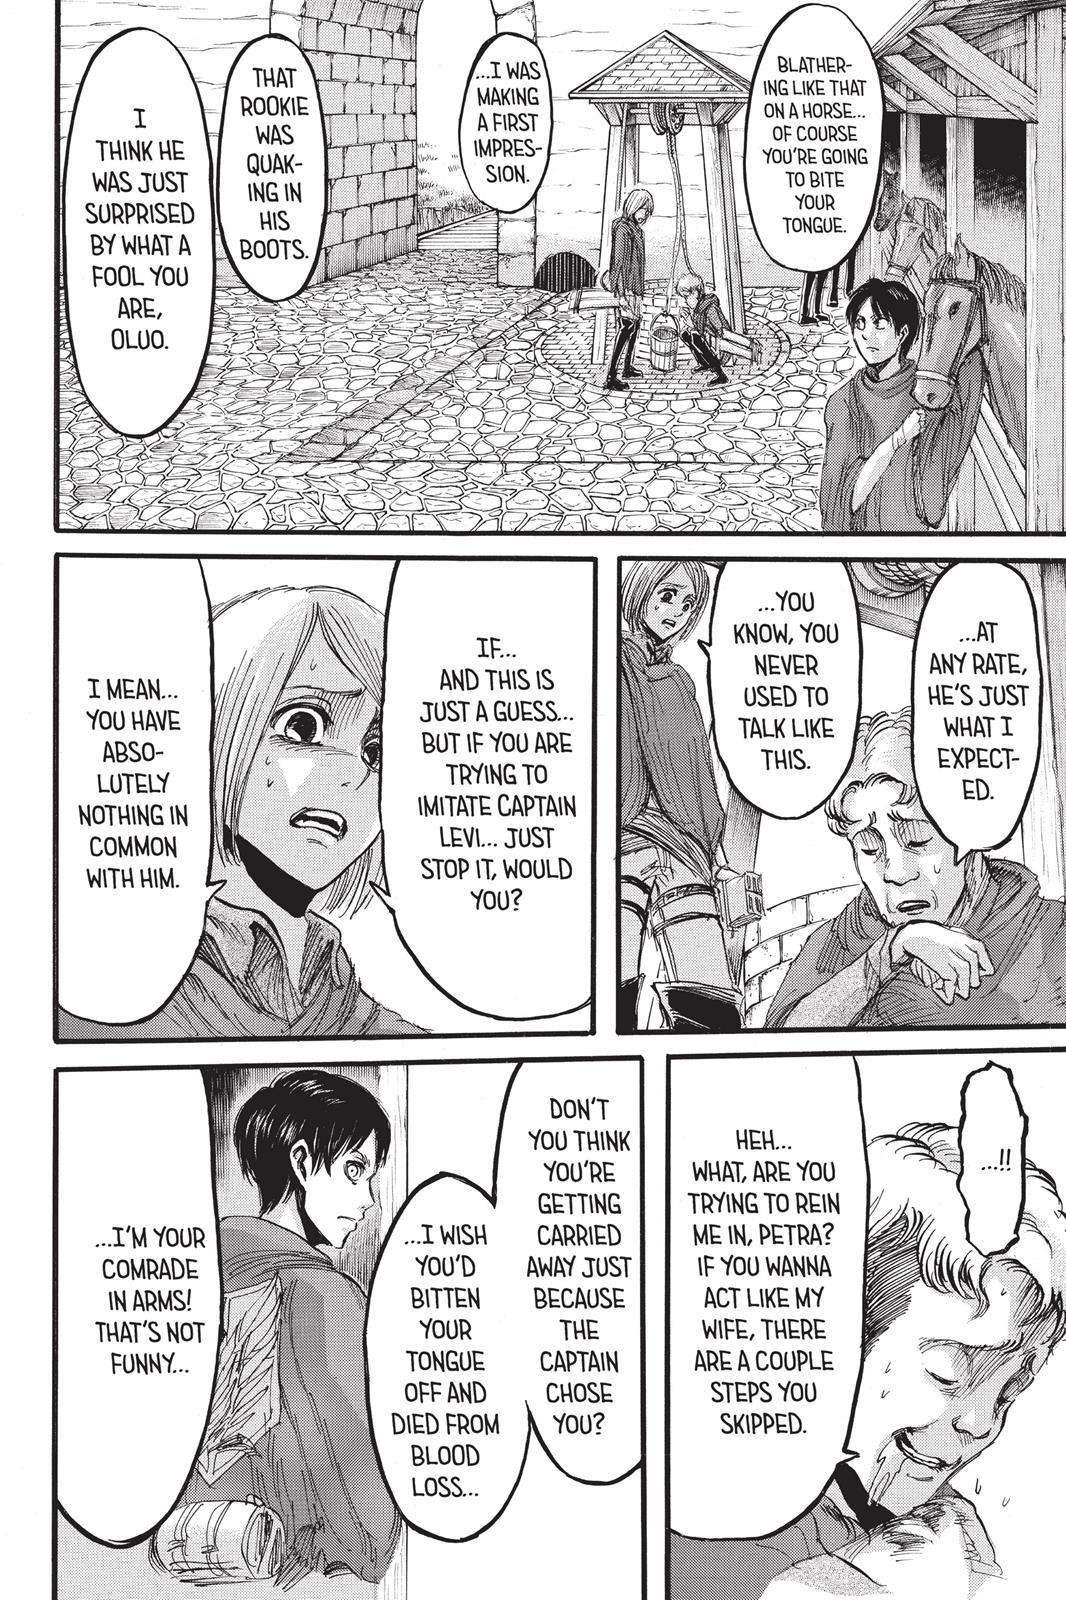 BLATHER-
ING LIKE THAT
ON A HORSE...
OF COURSE
YOU'RE GOING
TO BITE
YOUR
TONGUE.
...I WAS
MAKING
A FIRST
IMPRES-
SION.
THAT
ROOKIE
WAS
QUAK-
ING IN
HIS
BOOTS.
I
THINK HE
WAS JUST
SURPRISED
BY WHAT A
FOOL YOU
ARE,
OLUO.
...AT
ANY RATE,
HE'S JUST
WHAT I
EXPECT-
ED.
...YOU
KNOW, YOU
NEVER
USED TO
TALK LIKE
THIS.
IF...
AND THIS IS
JUST A GUESS...
BUT IF YOU ARE
TRYING TO
IMITATE CAPTAIN
LEVI... JUST
STOP IT, WOULD
YOU?
I MEAN...
YOU HAVE
ABSO-
LUTELY
NOTHING IN
COMMON
WITH HIM.
...!!
HEH...
WHAT, ARE YOU
TRYING TO REIN
ME IN, PETRA?
IF YOU WANNA
ACT LIKE MY
WIFE, THERE
ARE A COUPLE
STEPS YOU
SKIPPED.
DON'T
YOU THINK
YOU'RE
GETTING
CARRIED
AWAY JUST
BECAUSE
THE
CAPTAIN
CHOSE
YOU?
...I WISH
YOU'D
BITTEN
YOUR
TONGUE
OFF AND
DIED FROM
BLOOD
LOSS...
...I'M YOUR
COMRADE
IN ARMS!
THAT'S NOT
FUNNY...